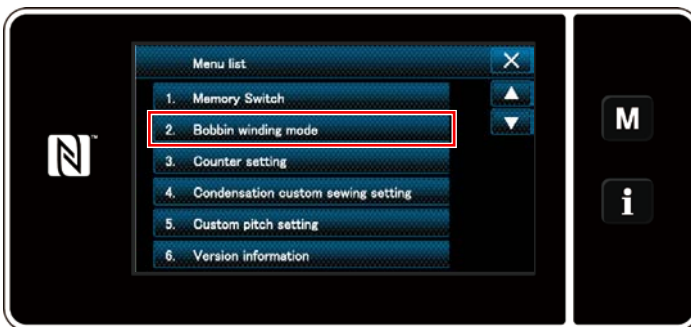 Menu list
1. Memory Switch
2. Bobbin winding mode
3. Counter setting
4. Condensation custom sewing setting
5. Custom pitch setting
6. Version information
M
i